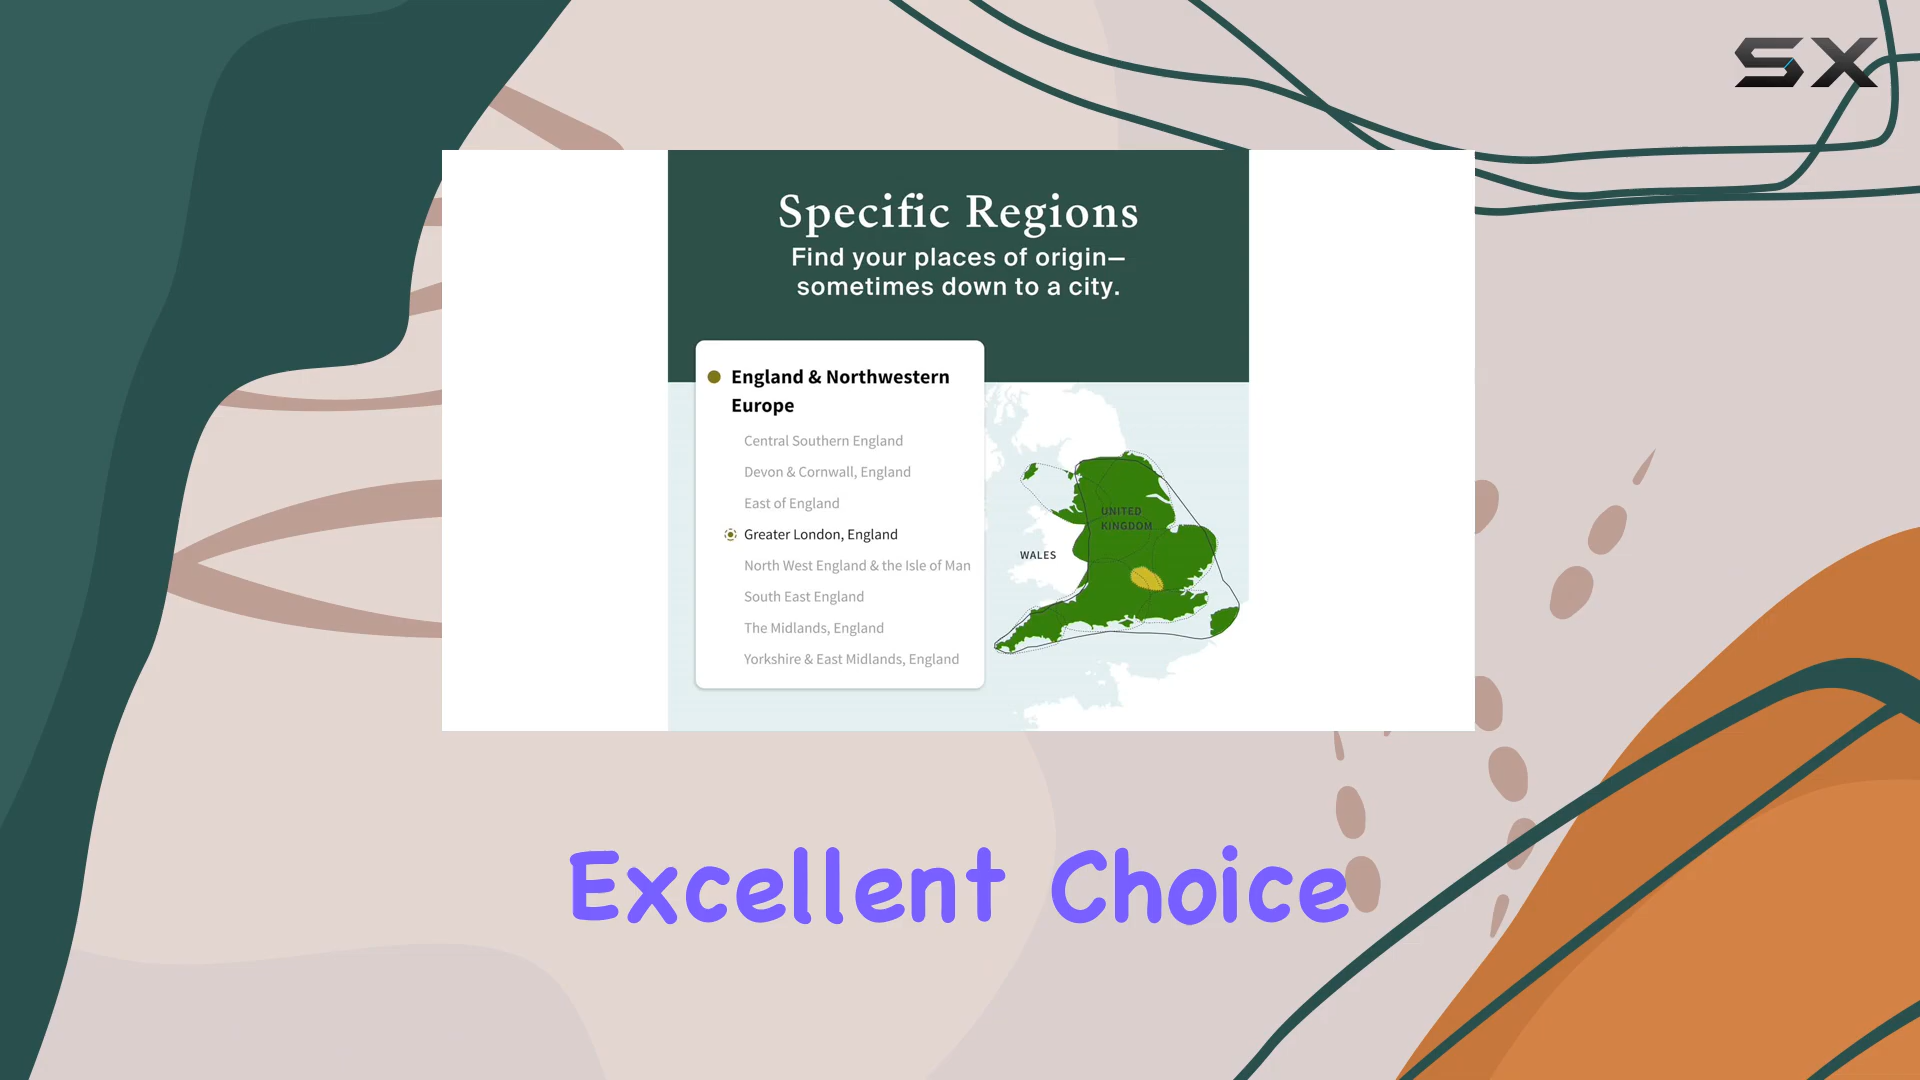 SX
Specific Regions
Find your places of origin—
sometimes down to a city.
England & Northwestern
Europe
Central Southern England
Devon & Cornwall, England
East of England
Greater London, England
North West England & the Isle of Man
South East England
The Midlands, England
Yorkshire & East Midlands, England
UNITED
KINGDOM
WALES
Excellent Choice